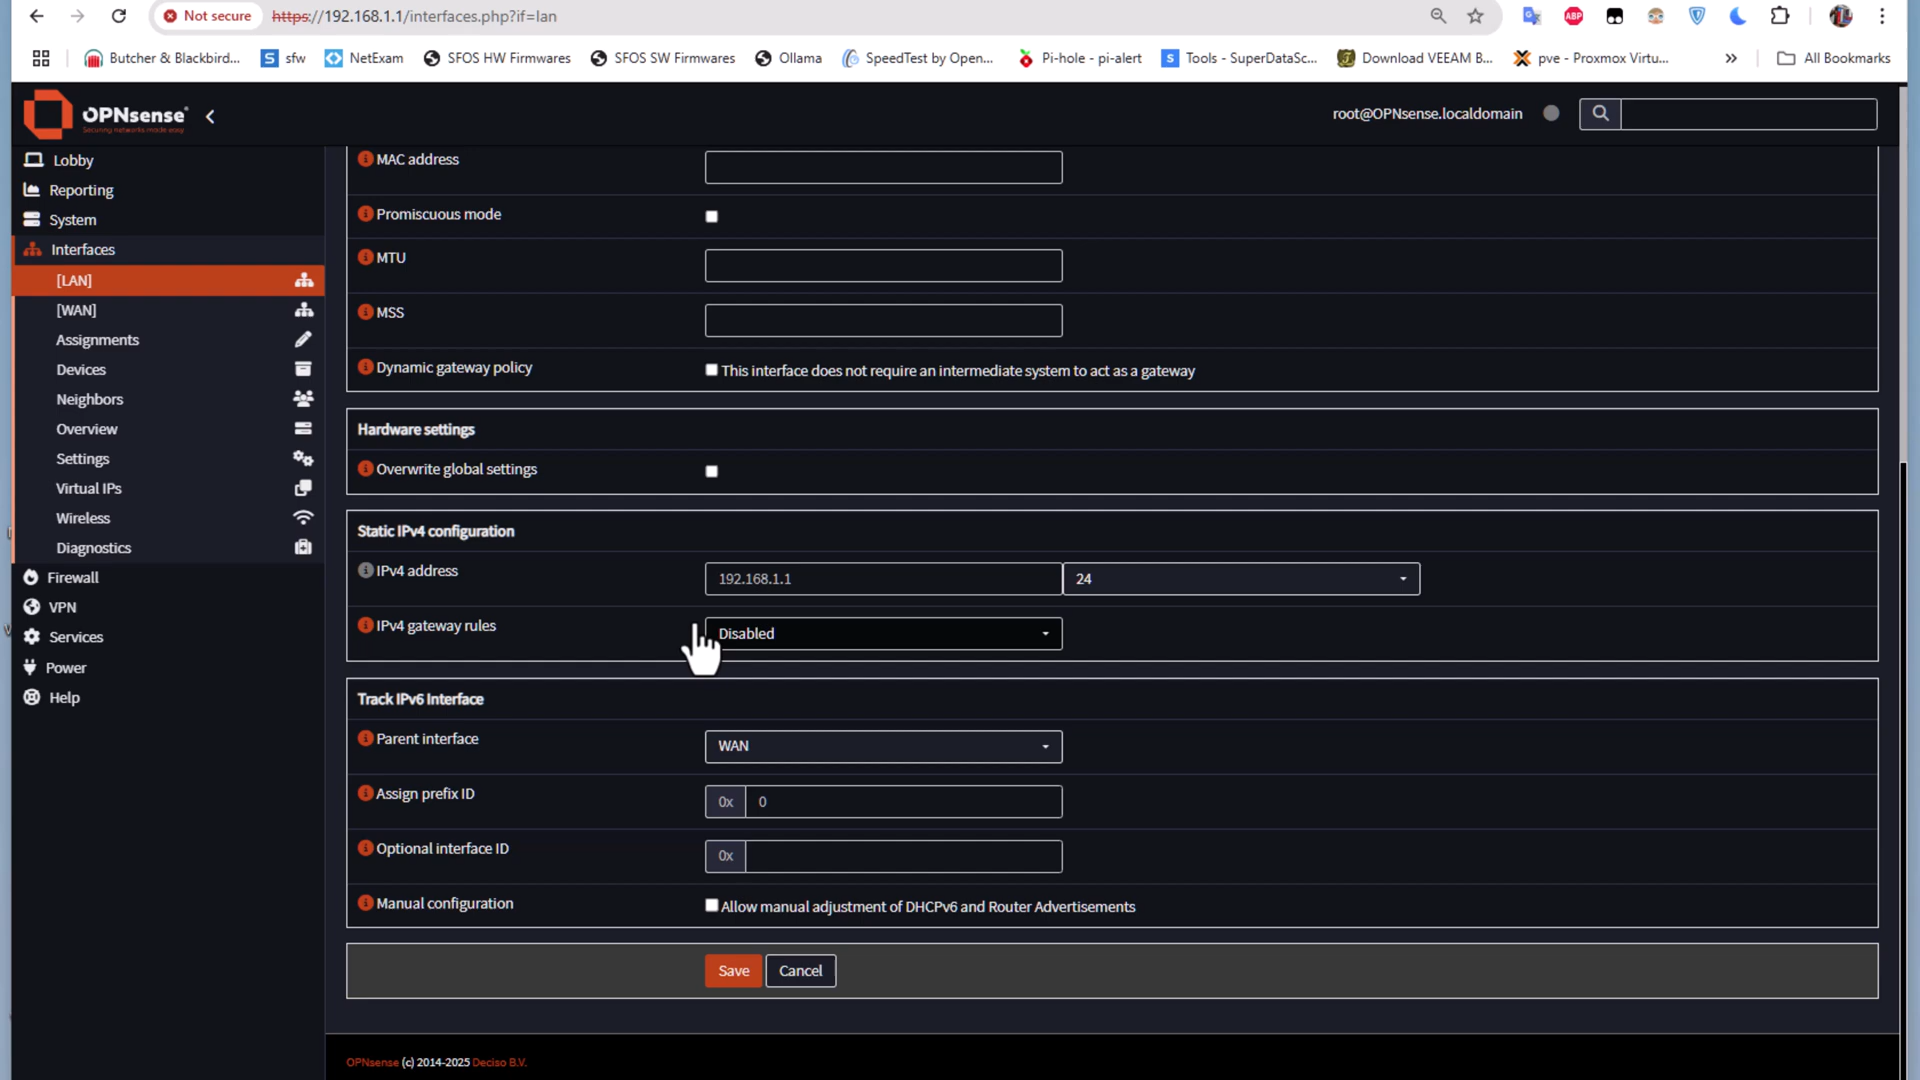 Not secure
https://192.168.1.1/interfaces.php?if=lan
ABP
Butcher & Blackbird...
S sfw
NetExam
SFOS HW Firmwares
SFOS SW Firmwares
Ollama
SpeedTest by Open...
Pi-hole - pi-alert
S Tools - SuperDataSc...
Download VEEAM B...
pve - Proxmox Virtu...
All Bookmarks
OPNsense
Securing networks made easy
root@OPNsense.localdomain
Lobby
Reporting
System
Interfaces
[LAN]
[WAN]
Assignments
Devices
Neighbors
Overview
Settings
Virtual IPs
Wireless
Diagnostics
Firewall
VPN
Services
Power
Help
MAC address
Promiscuous mode
MTU
MSS
Dynamic gateway policy
This interface does not require an intermediate system to act as a gateway
Hardware settings
Overwrite global settings
Static IPv4 configuration
IPv4 address
192.168.1.1
24
IPv4 gateway rules
Disabled
Track IPv6 Interface
Parent interface
WAN
Assign prefix ID
0x 0
Optional interface ID
0x
Manual configuration
Allow manual adjustment of DHCPv6 and Router Advertisements
Save
Cancel
OPNsense (c) 2014-2025 Deciso B.V.